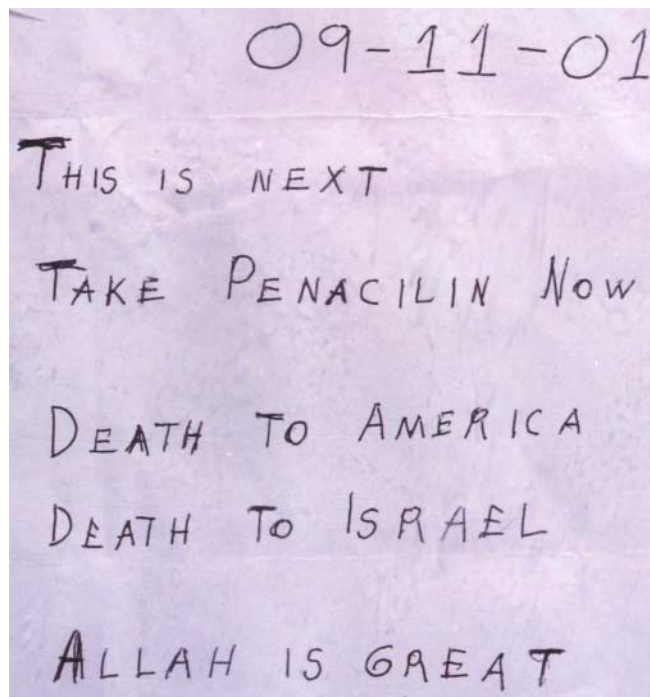 09-11-01
THIS IS NEXT
TAKE PENACILIN NOW
DEATH TO AMERICA
DEATH TO ISRAEL
ALLAH IS GREAT